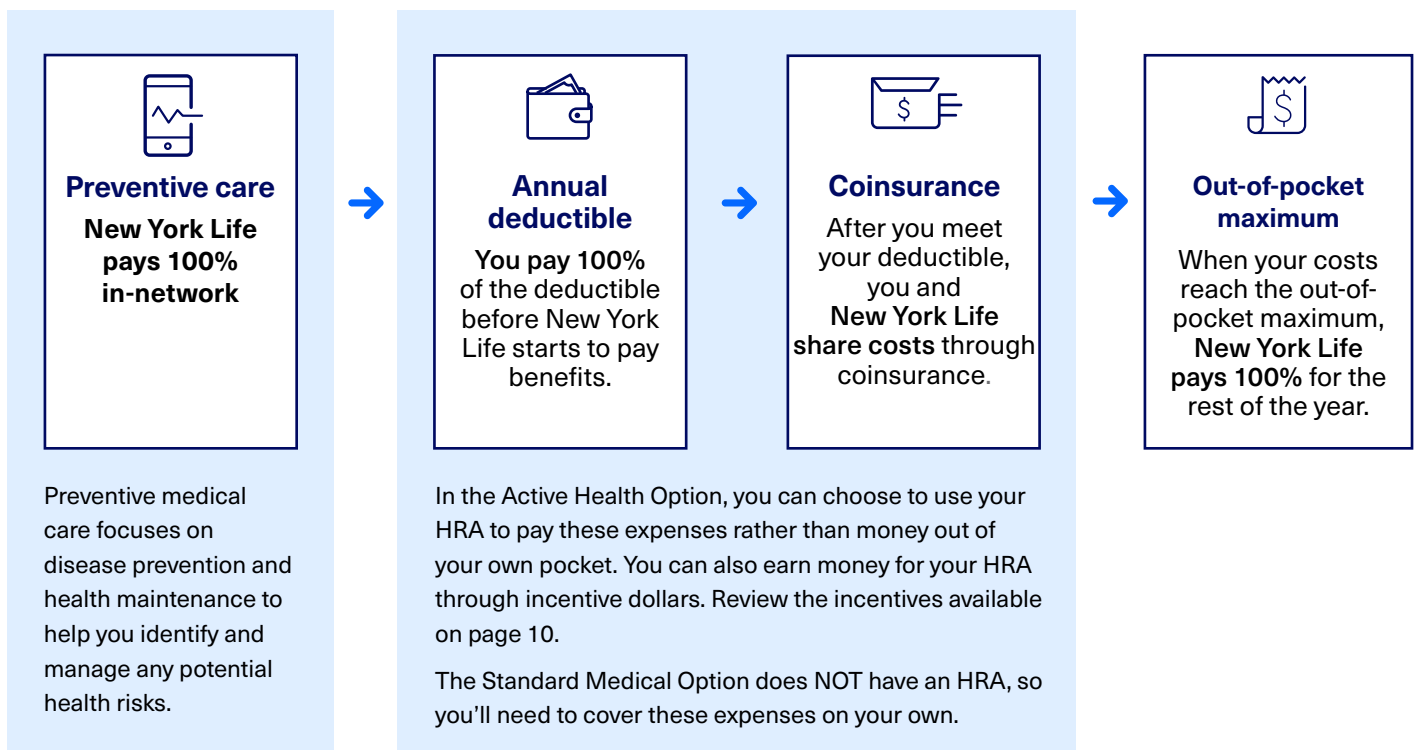 Preventive care
New York Life
pays 100%
in-network
Preventive medical
care focuses on
disease prevention and
health maintenance to
help you identify and
manage any potential
health risks.
Annual
deductible
You pay 100%
of the deductible
before New York
Life starts to pay
benefits.
$
Coinsurance
After you meet
your deductible,
you and
New York Life
share costs through
coinsurance.
In the Active Health Option, you can choose to use your
HRA to pay these expenses rather than money out of
your own pocket. You can also earn money for your HRA
through incentive dollars. Review the incentives available
on page 10.
The Standard Medical Option does NOT have an HRA, so
you'll need to cover these expenses on your own.
$
Out-of-pocket
maximum
When your costs
reach the out-of-
pocket maximum,
New York Life
pays 100% for the
rest of the year.